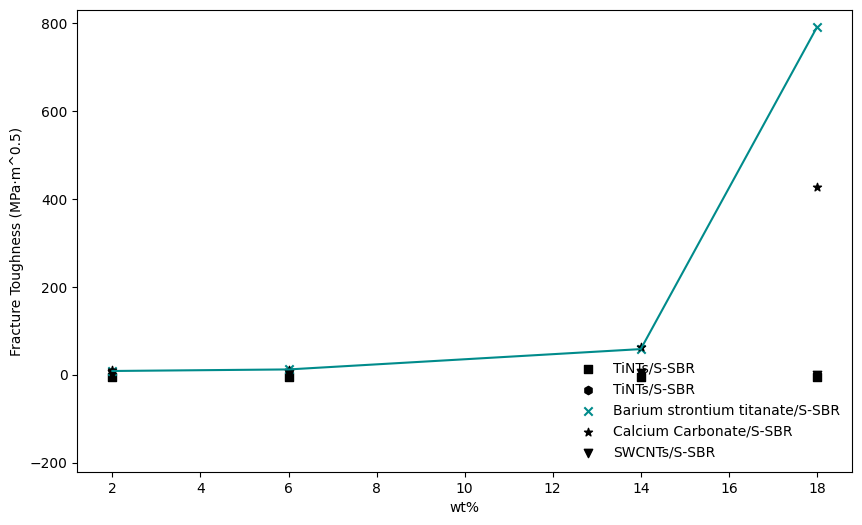 800
600
400
200
0
−200
Fracture Toughness (MPa·m^0.5)
TiNTs/S-SBR
TiNTs/S-SBR
Barium strontium titanate/S-SBR
Calcium Carbonate/S-SBR
SWCNTs/S-SBR
2 4 6 8 10 12 14 16 18
wt%